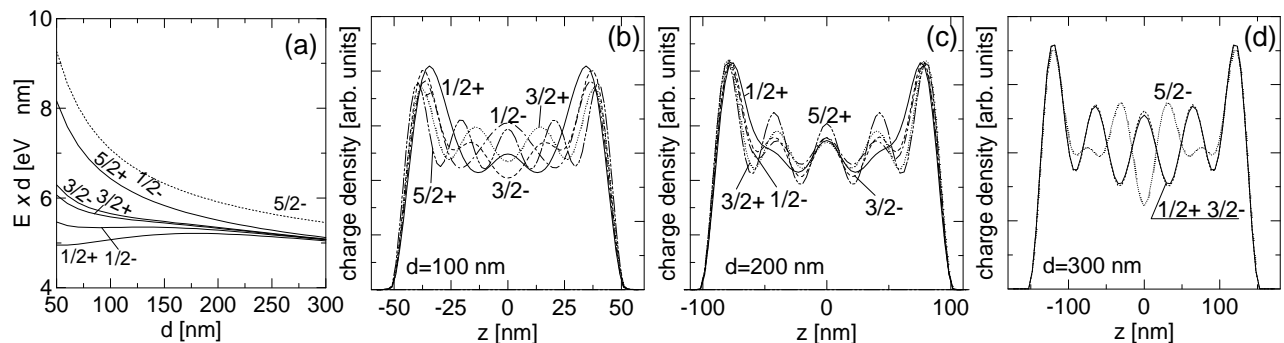 (a)
E x d [eV nm]
10
8
6
4
5/2+ 1/2-
3/2- 3/2+
1/2+ 1/2-
5/2-
50 100 150 200 250 300
d [nm]
(b)
charge density [arb. units]
1/2+
1/2-
3/2+
5/2+
3/2-
d=100 nm
-50 -25 0 25 50
z [nm]
(c)
charge density [arb. units]
1/2+
5/2+
3/2+ 1/2-
3/2-
d=200 nm
-100 0 100
z [nm]
(d)
charge density [arb. units]
5/2-
1/2+ 3/2-
d=300 nm
-100 0 100
z [nm]